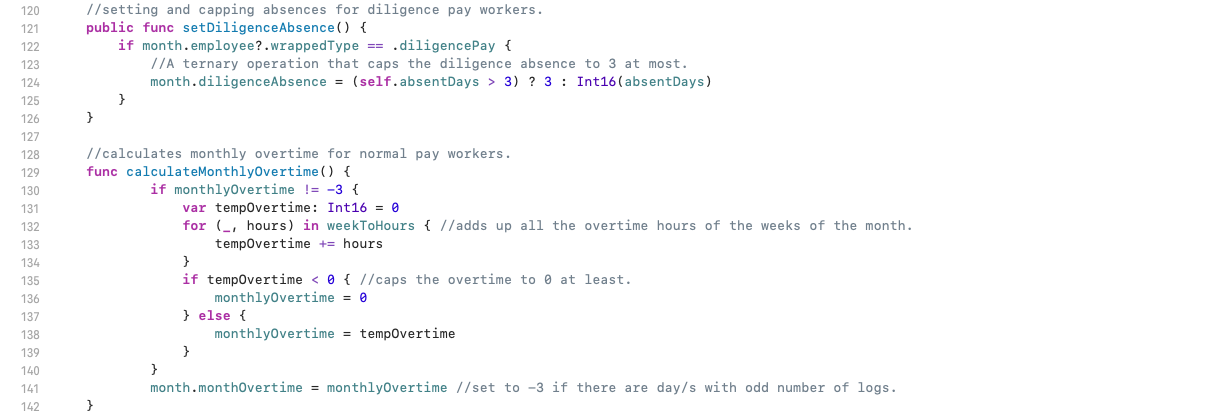 120 //setting and capping absences for diligence pay workers.
121 public func setDiligenceAbsence() {
122 if month.employee?.wrappedType == .diligencePay {
123 //A ternary operation that caps the diligence absence to 3 at most.
124 month.diligenceAbsence = (self.absentDays > 3) ? 3 : Int16(absentDays)
125 }
126 }
127
128 //calculates monthly overtime for normal pay workers.
129 func calculateMonthlyOvertime() {
130 if monthlyOvertime != -3 {
131 var tempOvertime: Int16 = 0
132 for (_, hours) in weekToHours { //adds up all the overtime hours of the weeks of the month.
133 tempOvertime += hours
134 }
135 if tempOvertime < 0 { //caps the overtime to 0 at least.
136 monthlyOvertime = 0
137 } else {
138 monthlyOvertime = tempOvertime
139 }
140 }
141 month.monthOvertime = monthlyOvertime //set to -3 if there are day/s with odd number of logs.
142 }